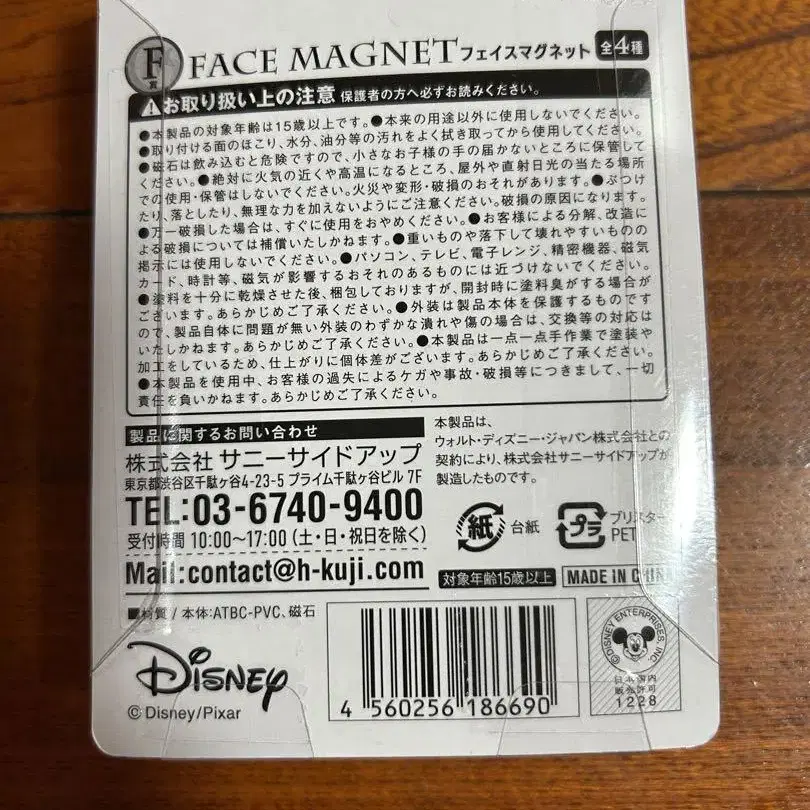 F賞 FACE MAGNET フェイスマグネット 全4種
お取り扱い上の注意 保護者の方へ必ずお読みください。
●本製品の対象年齢は15歳以上です。●本来の用途以外に使用しないでください。
●取り付ける面のほこり、水分、油分等の汚れをよく拭き取ってから使用してください。
●磁石は飲み込むと危険ですので、小さなお子様の手の届かないところに保管して
ください。●絶対に火気の近くや高温になるところ、屋外や直射日光の当たる場所
での使用・保管はしないでください。火災や変形・破損のおそれがあります。●ぶつけ
たり、落としたり、無理な力を加えないようにご注意ください。破損の原因になります。
●万一破損した場合は、すぐに使用をおやめください。●お客様による分解、改造に
よる破損については補償いたしかねます。●重いものや落下して壊れやすいものの
掲示には使用しないでください。●パソコン、テレビ、電子レンジ、精密機器、磁気
カード、時計等、磁気が影響するおそれのあるものには近づけないでください。
●塗料を十分に乾燥させた後、梱包しておりますが、開封時に塗料臭がする場合が
ございます。あらかじめご了承ください。●外装は製品本体を保護するものです
ので、製品自体に問題が無い外装のわずかな潰れや傷の場合は、交換等の対応は
いたしかねます。あらかじめご了承ください。●本製品は一点一点手作業で塗装や
加工をしているため、仕上がりに個体差がございます。あらかじめご了承ください。
●本製品を使用中、お客様の過失によるケガや事故・破損等につきまして、一切
責任を負いかねます。あらかじめご了承ください。
製品に関するお問い合わせ
株式会社 サニーサイドアップ
東京都渋谷区千駄ヶ谷4-23-5 プライム千駄ヶ谷ビル 7F
TEL:03-6740-9400
受付時間 10:00～17:00 (土・日・祝日を除く)
Mail:contact@h-kuji.com
本製品は、
ウォルト・ディズニー・ジャパン株式会社との
契約により、株式会社サニーサイドアップが
製造したものです。
紙 台紙
プラ ブリスター
PET
対象年齢15歳以上
MADE IN CHINA
■材質 / 本体:ATBC-PVC、磁石
Disney
© Disney/Pixar
4 560256 186690
©DISNEY ENTERPRISES, INC.
日本国内
販売許可
1228